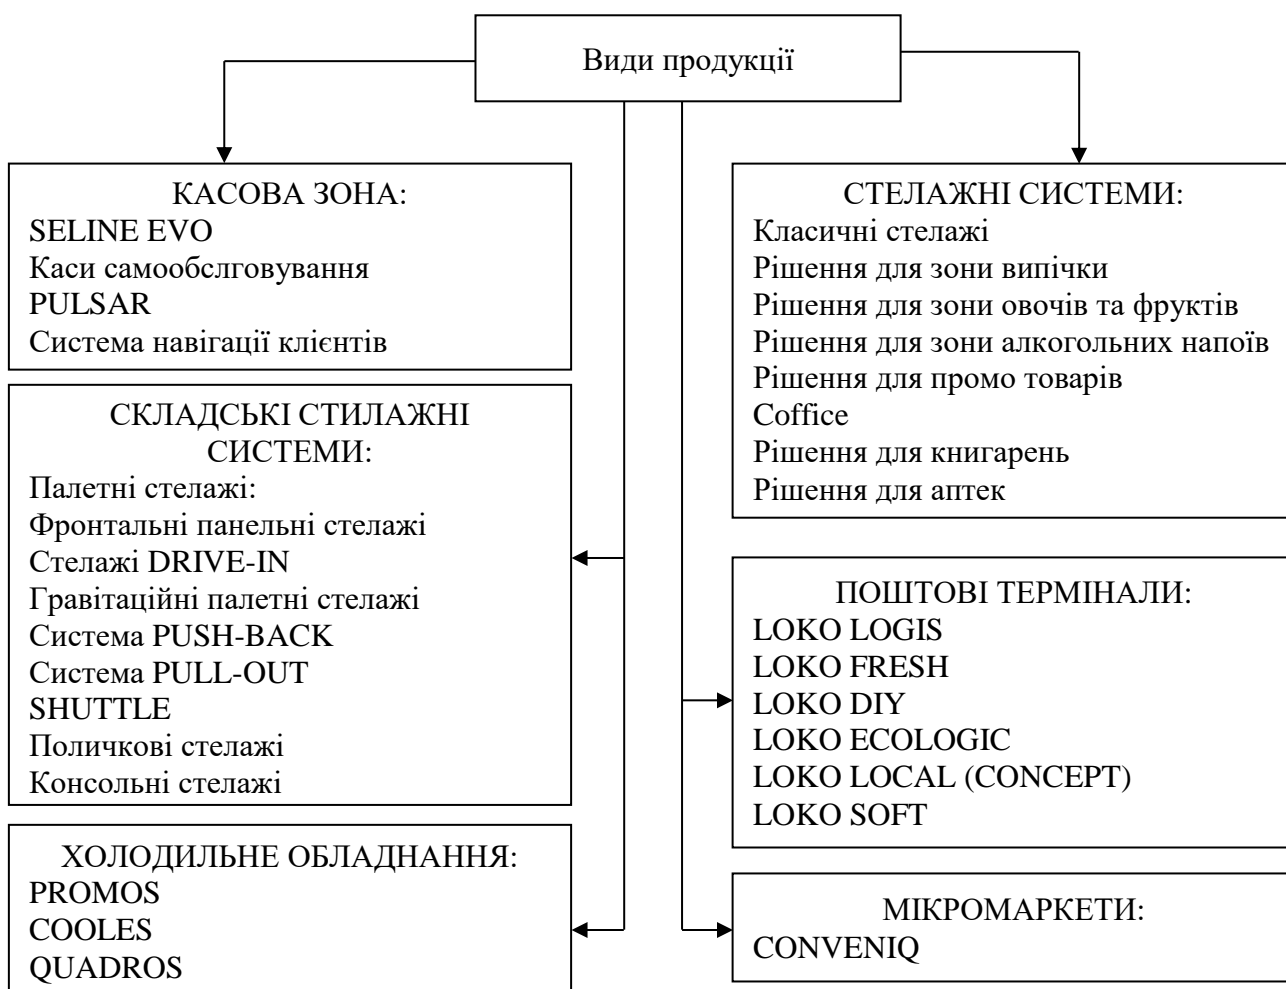 Види продукції
КАСОВА ЗОНА:
SELINE EVO
Каси самообслговування
PULSAR
Система навігації клієнтів
СКЛАДСЬКІ СТИЛАЖНІ
СИСТЕМИ:
Палетні стелажі:
Фронтальні панельні стелажі
Стелажі DRIVE-IN
Гравітаційні палетні стелажі
Система PUSH-BACK
Система PULL-OUT
SHUTTLE
Поличкові стелажі
Консольні стелажі
ХОЛОДИЛЬНЕ ОБЛАДНАННЯ:
PROMOS
COOLES
QUADROS
СТЕЛАЖНІ СИСТЕМИ:
Класичні стелажі
Рішення для зони випічки
Рішення для зони овочів та фруктів
Рішення для зони алкогольних напоїв
Рішення для промо товарів
Coffice
Рішення для книгарень
Рішення для аптек
ПОШТОВІ ТЕРМІНАЛИ:
LOKO LOGIS
LOKO FRESH
LOKO DIY
LOKO ECOLOGIC
LOKO LOCAL (CONCEPT)
LOKO SOFT
МІКРОМАРКЕТИ:
CONVENIQ